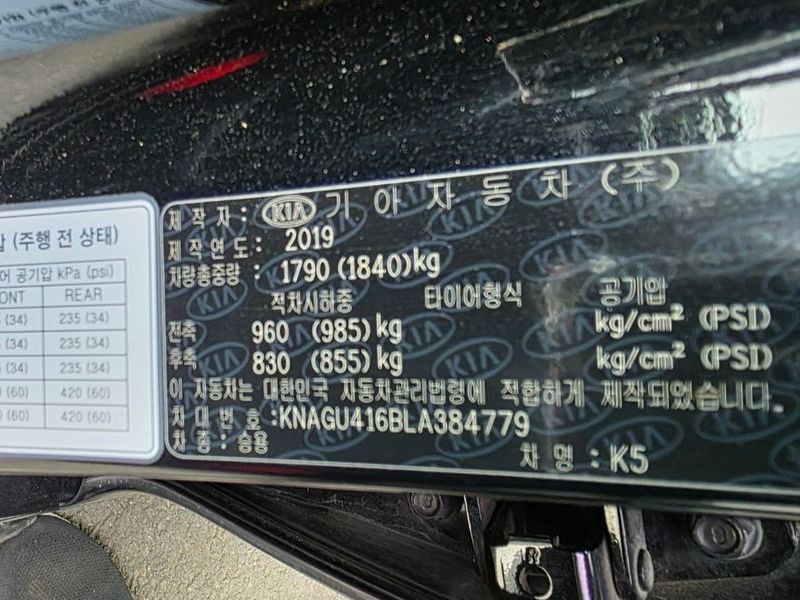 (주행 전 상태)
공기압 kPa (psi)
REAR
(34) 235 (34)
(34) 235 (34)
(34) 235 (34)
(60) 420 (60)
(60) 420 (60)
제작자 : KIA 기아자동차(주)
제작연도 : 2019
차량총중량 : 1790 (1840)kg
적차시하중 타이어형식 공기압
전축 960 (985)kg kg/cm² (PSI)
후축 830 (855)kg kg/cm² (PSI)
이 자동차는 대한민국 자동차관리법령에 적합하게 제작되었습니다.
차대번호 :KNAGU416BLA384779
차종 : 승용 차명 : K5